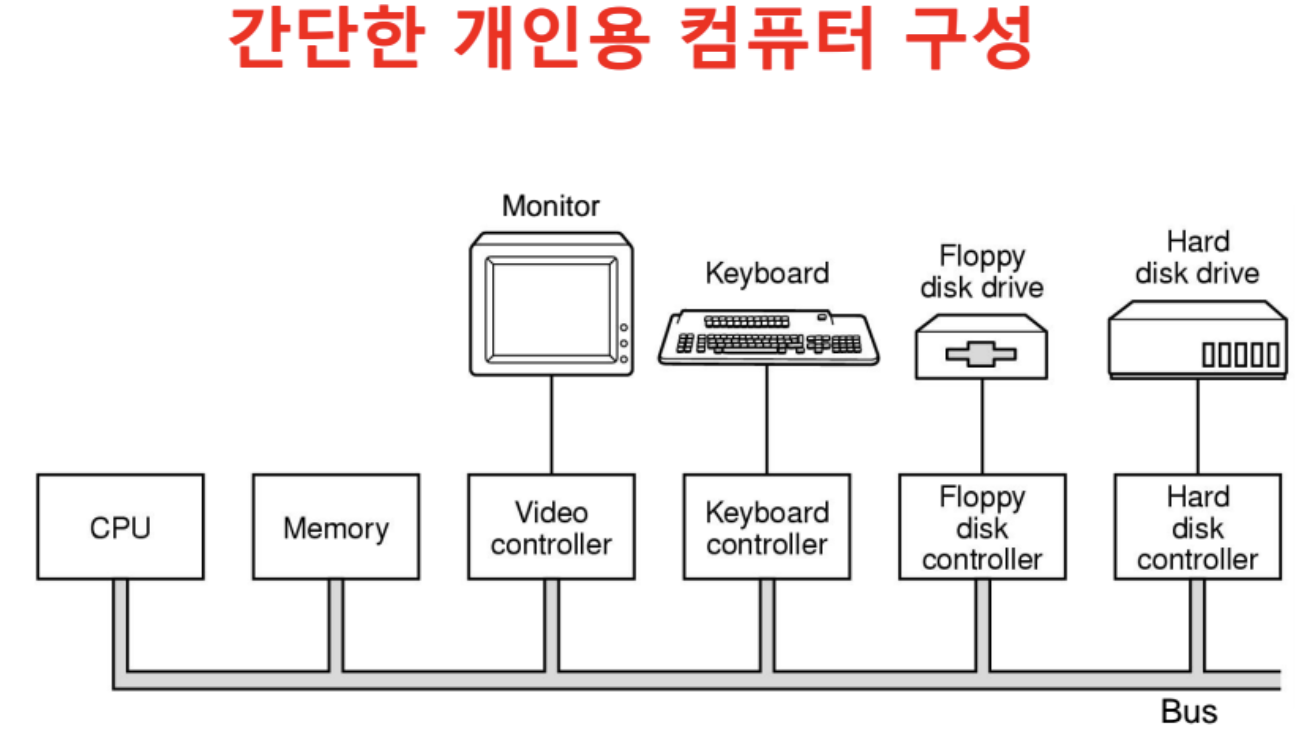 간단한 개인용 컴퓨터 구성
Monitor
Keyboard
Floppy
disk drive
Hard
disk drive
CPU
Memory
Video
controller
Keyboard
controller
Floppy
disk
controller
Hard
disk
controller
Bus